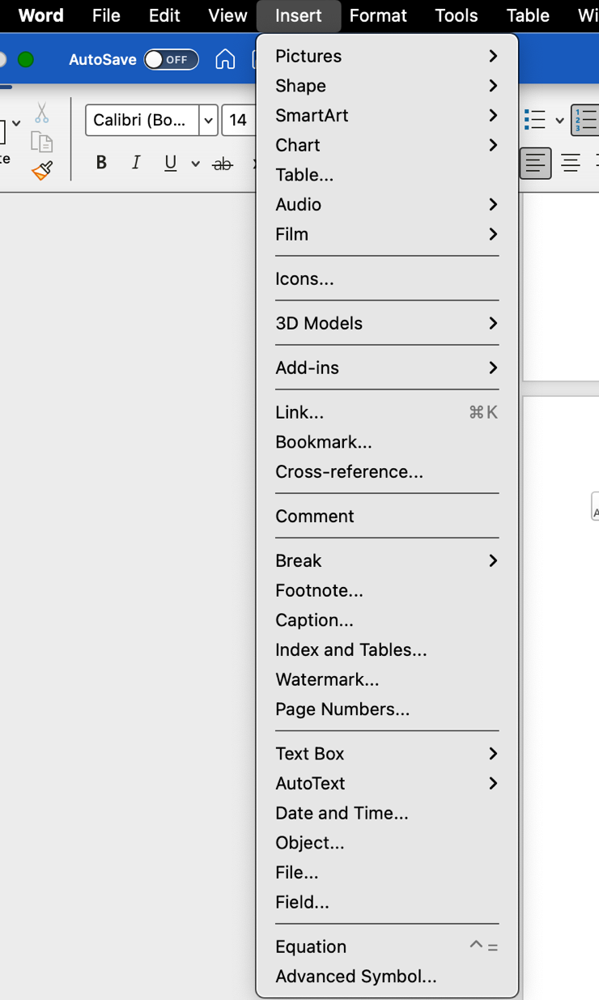 Word File Edit View Insert Format Tools Table Wi
AutoSave OFF
Calibri (Bo... 14
B I U ab
te
Pictures
Shape
SmartArt
Chart
Table...
Audio
Film
Icons...
3D Models
Add-ins
Link... ⌘K
Bookmark...
Cross-reference...
Comment
Break
Footnote...
Caption...
Index and Tables...
Watermark...
Page Numbers...
Text Box
AutoText
Date and Time...
Object...
File...
Field...
Equation ^=
Advanced Symbol...